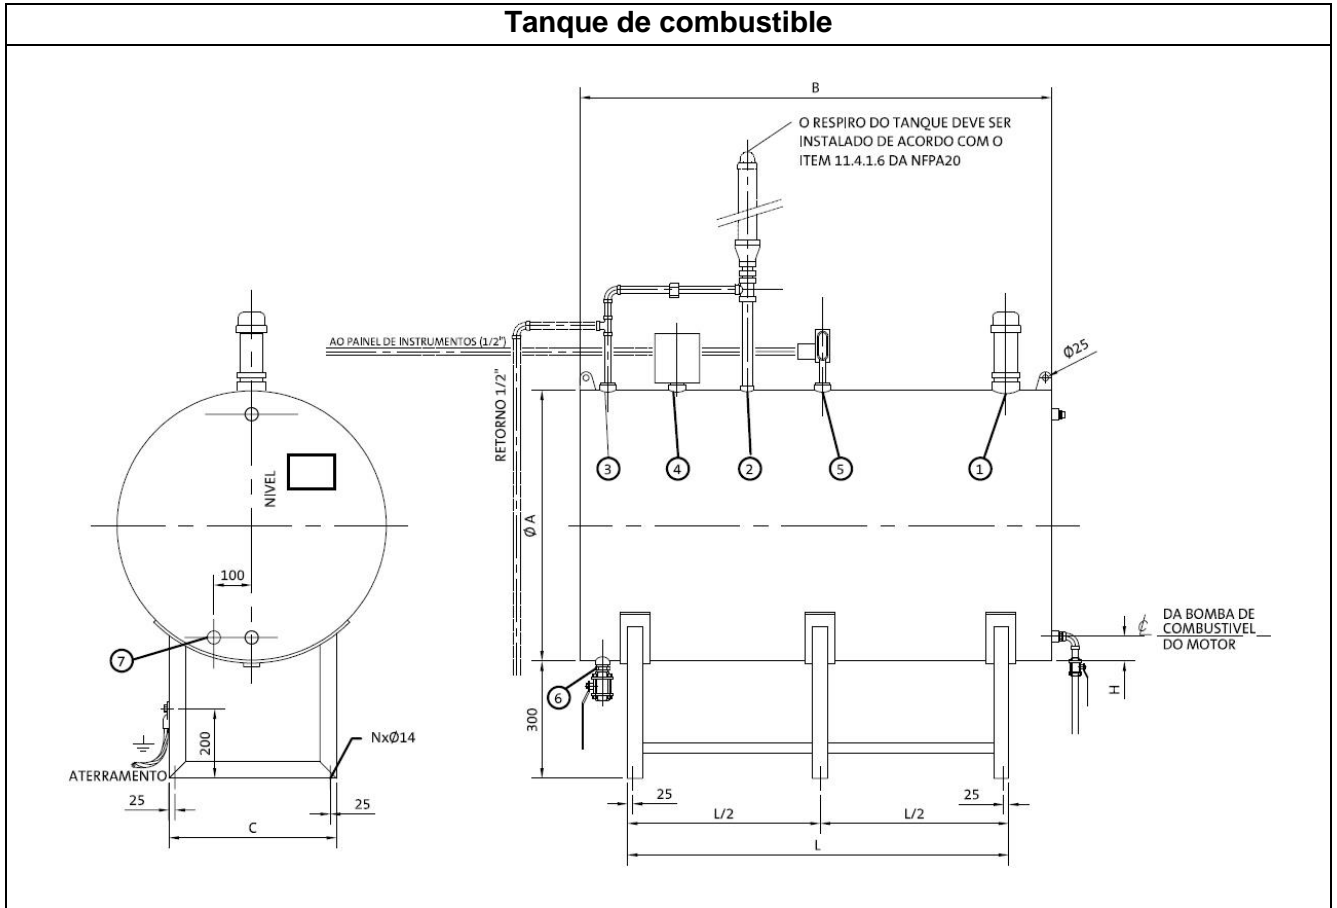 Tanque de combustible
B
O RESPIRO DO TANQUE DEVE SER
INSTALADO DE ACORDO COM O
ITEM 11.4.1.6 DA NFPA20
AO PAINEL DE INSTRUMENTOS (1/2")
Ø25
RETORNO 1/2"
3
4
2
5
1
NIVEL
Ø A
100
7
DA BOMBA DE
COMBUSTIVEL
DO MOTOR
6
H
300
200
NxØ14
ATERRAMENTO
25
25
C
25
25
L/2
L/2
L